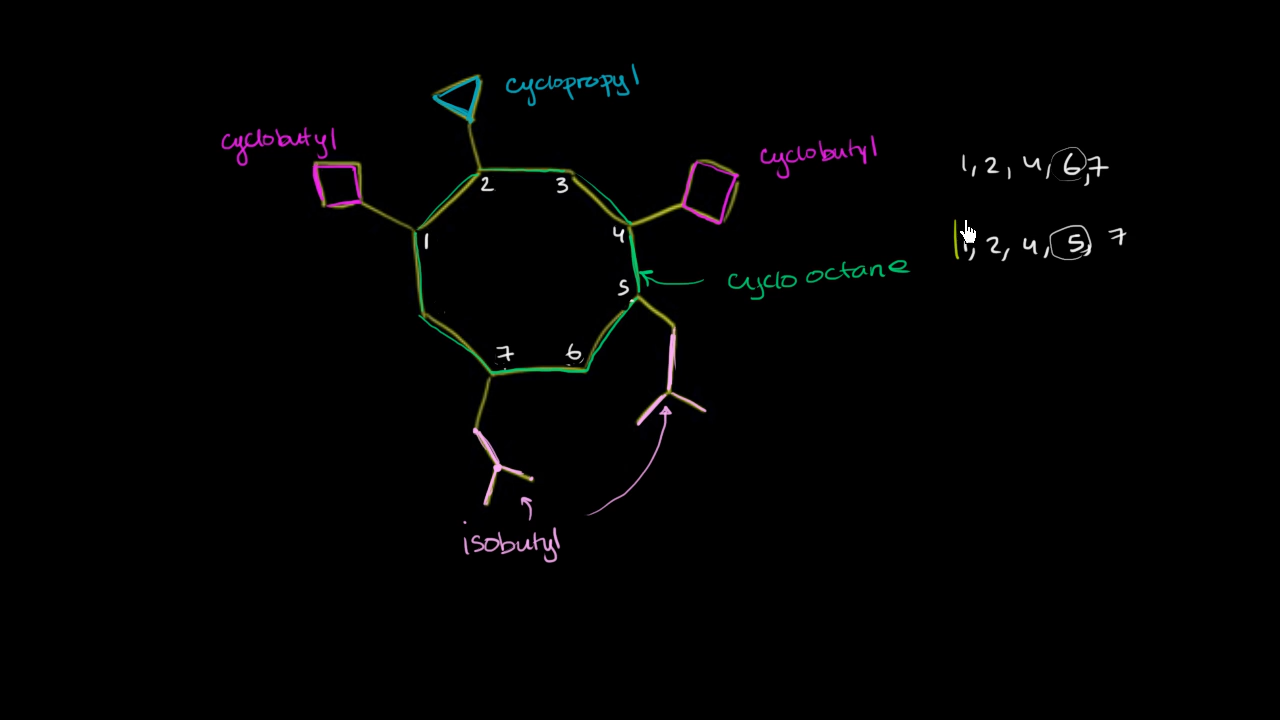 cyclopropyl
cyclobutyl
cyclobutyl
1, 2, 4, 6, 7
2 3
1 4
1, 2, 4, 5, 7
5
cyclooctane
7 6
isobutyl